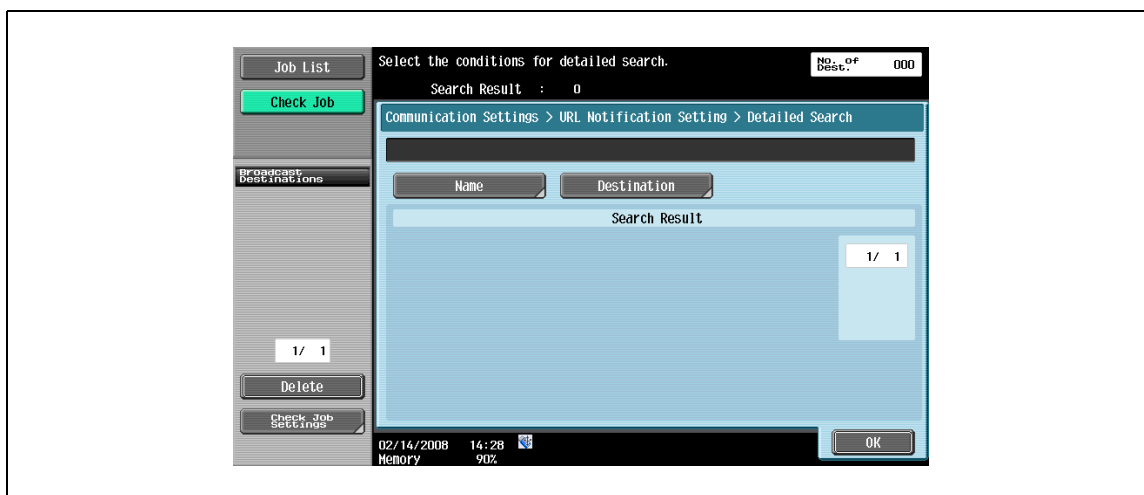 Job List
Check Job
Broadcast
Destinations
1/ 1
Delete
Check Job
Settings
Select the conditions for detailed search.
No. of
Dest. 000
Search Result : 0
Communication Settings > URL Notification Setting > Detailed Search
Name
Destination
Search Result
1/ 1
02/14/2008 14:28
Memory 90%
OK